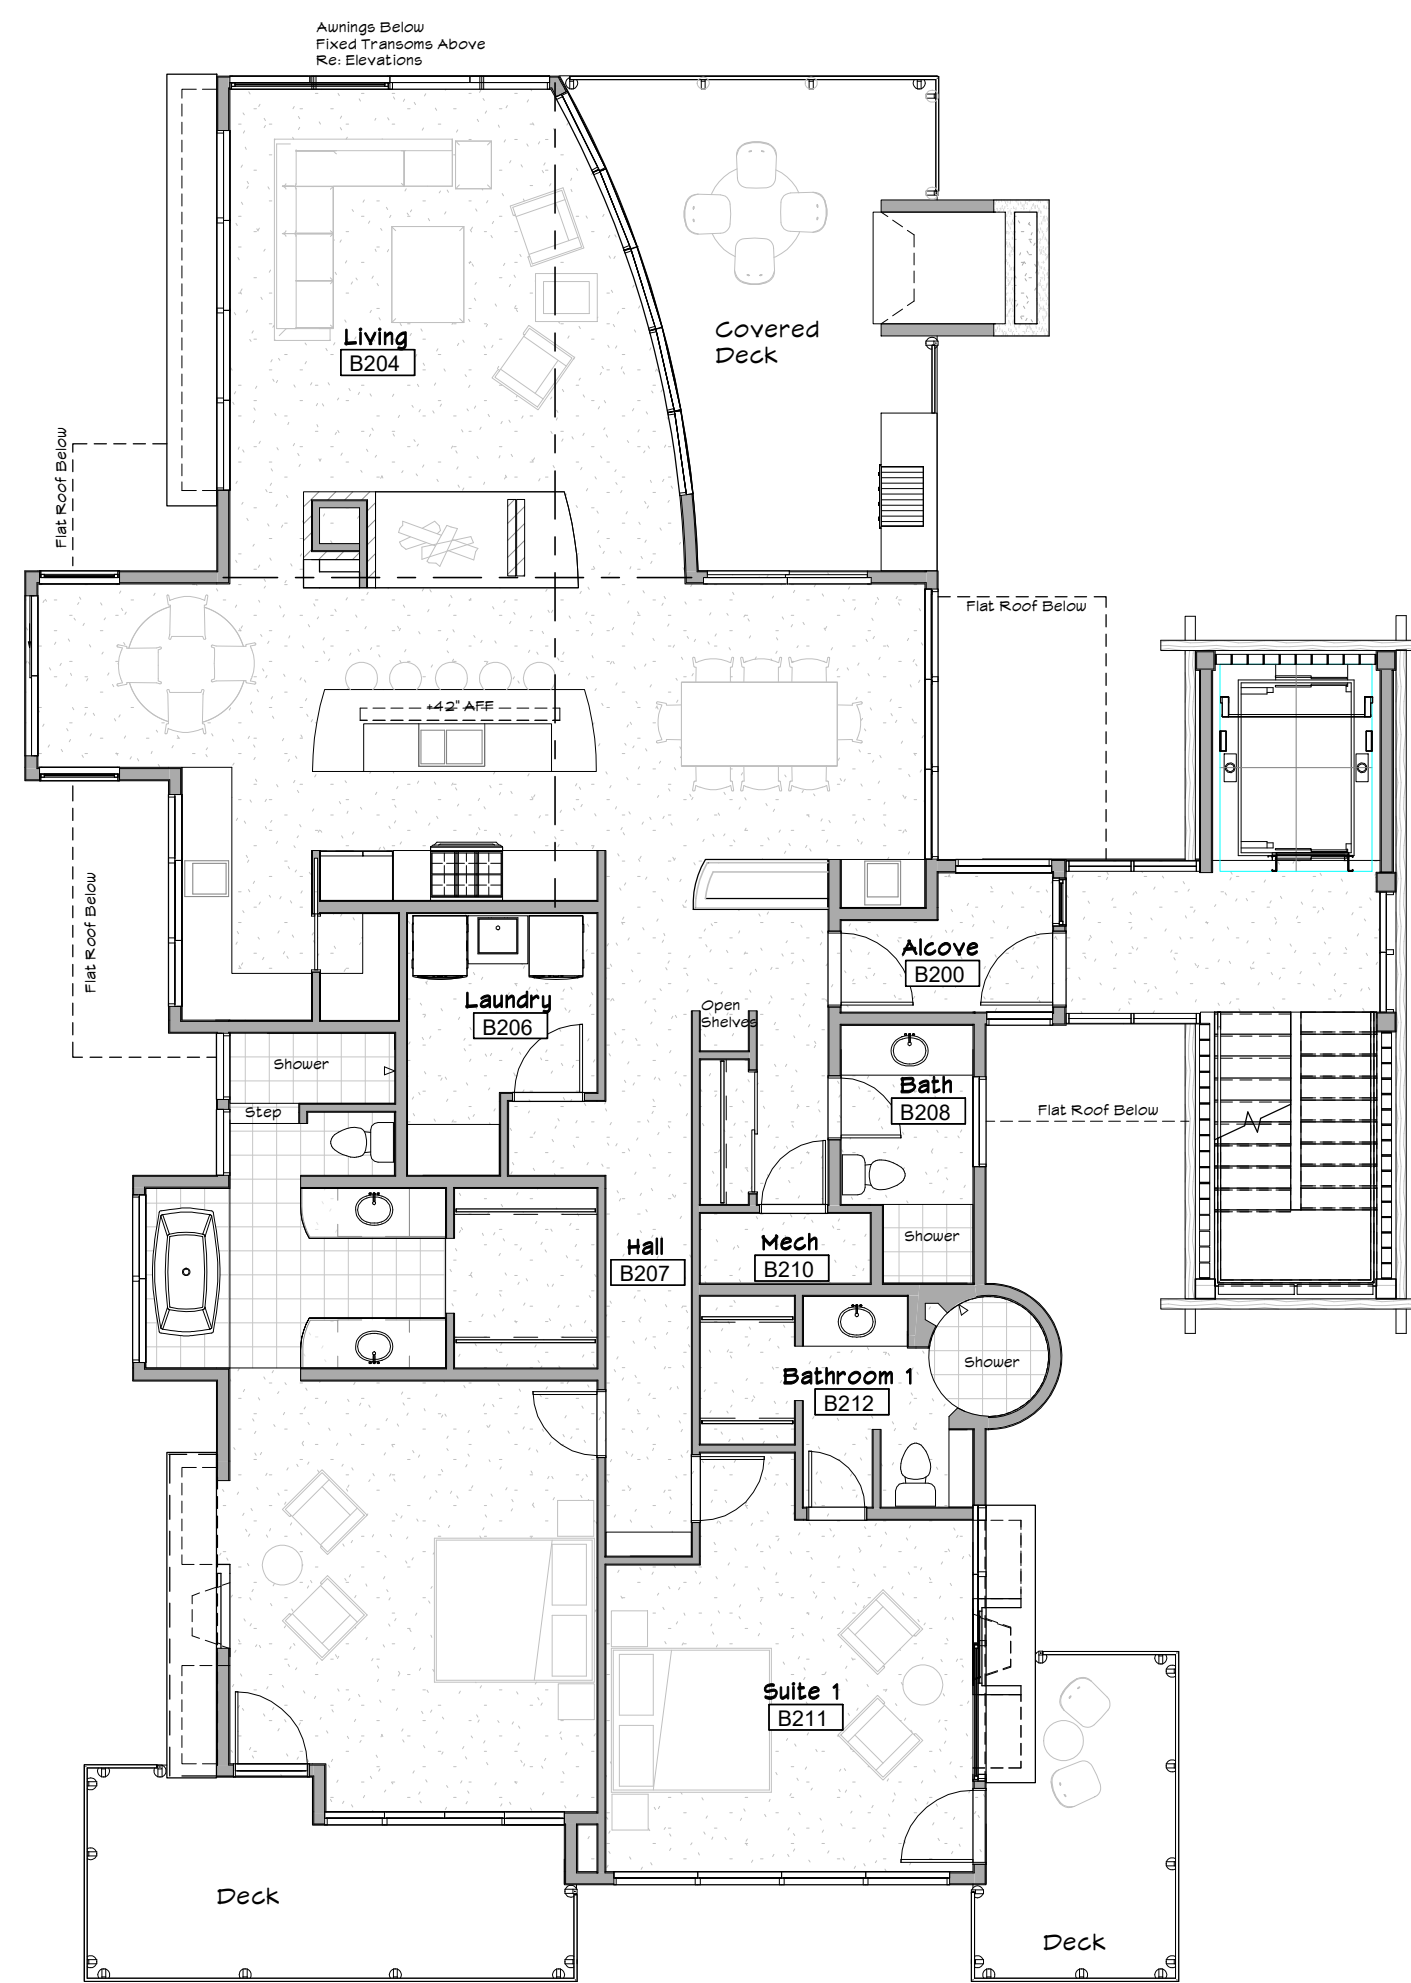 Awnings Below
Fixed Transoms Above
Re: Elevations
Living
B204
Covered
Deck
Flat Roof Below
Flat Roof Below
+42" AFF
Flat Roof Below
Alcove
B200
Laundry
B206
Open
Shelves
Shower
Step
Bath
B208
Flat Roof Below
Shower
Hall
B207
Mech
B210
Shower
Bathroom 1
B212
Suite 1
B211
Deck
Deck